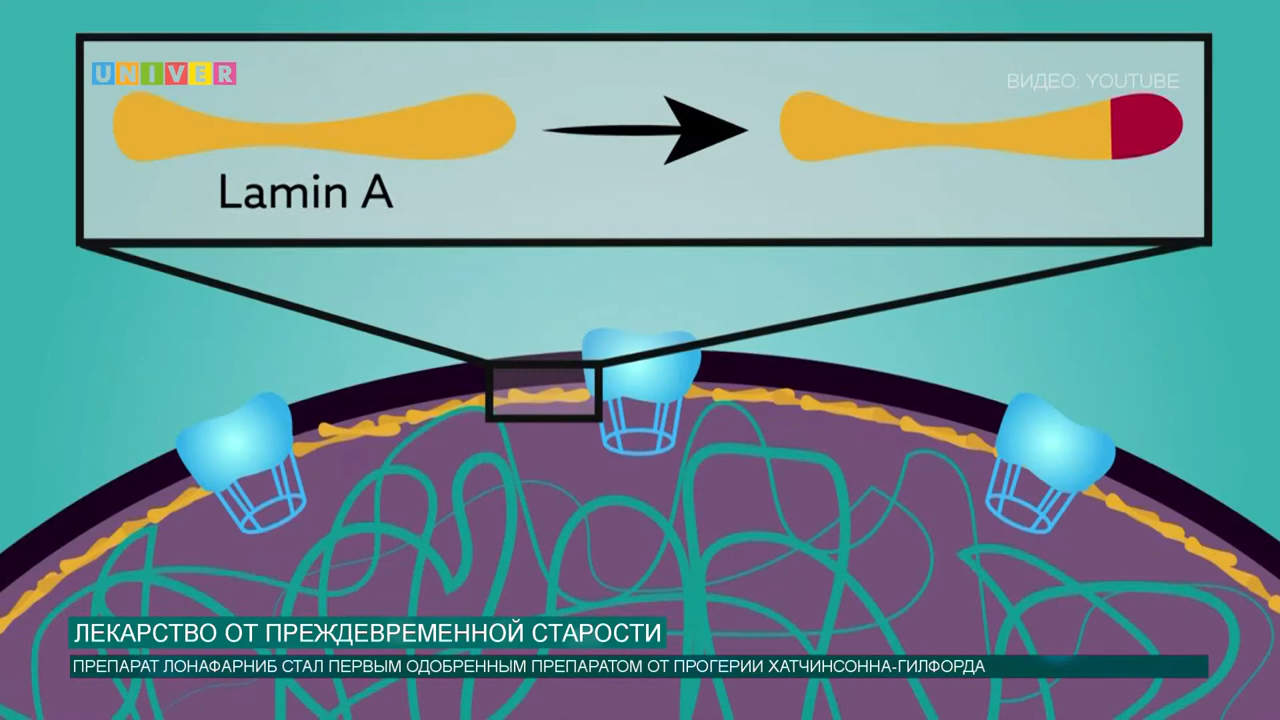 UNIVER
ВИДЕО: YOUTUBE
Lamin A
ЛЕКАРСТВО ОТ ПРЕЖДЕВРЕМЕННОЙ СТАРОСТИ
ПРЕПАРАТ ЛОНАФАРНИБ СТАЛ ПЕРВЫМ ОДОБРЕННЫМ ПРЕПАРАТОМ ОТ ПРОГЕРИИ ХАТЧИНСОННА-ГИЛФОРДА